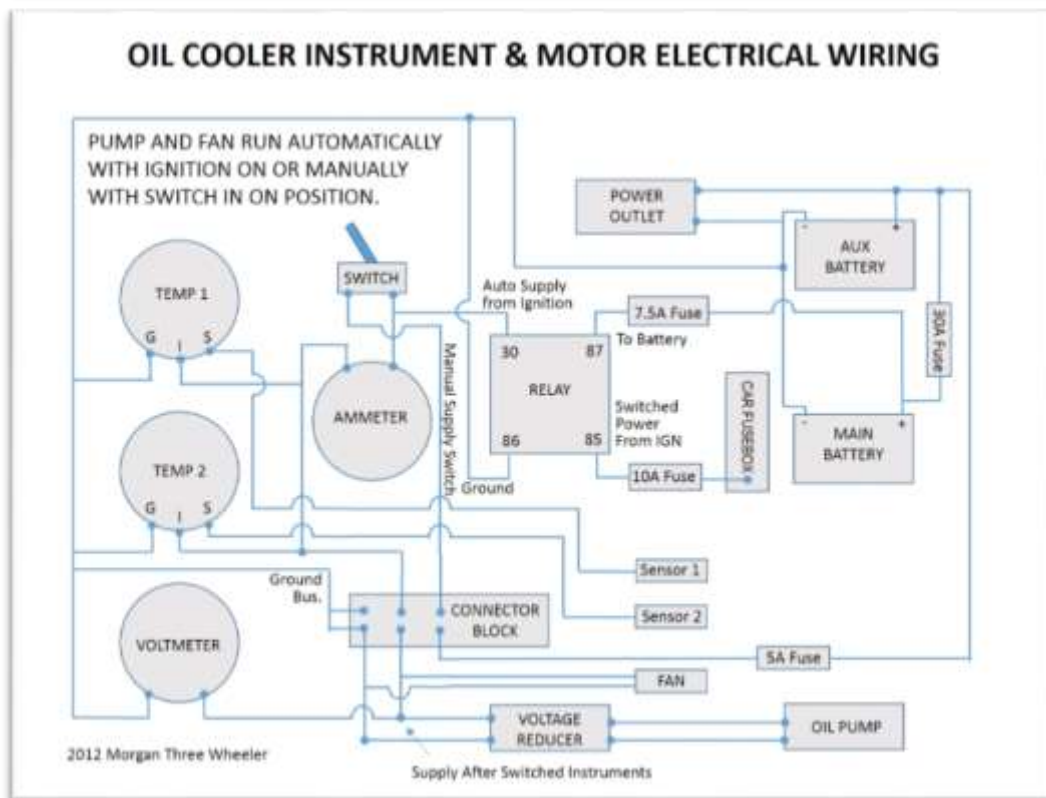 OIL COOLER INSTRUMENT & MOTOR ELECTRICAL WIRING
PUMP AND FAN RUN AUTOMATICALLY
WITH IGNITION ON OR MANUALLY
WITH SWITCH IN ON POSITION.
POWER
OUTLET
- +
AUX
BATTERY
TEMP 1
G I S
SWITCH
Auto Supply
from Ignition
7.5A Fuse
To Battery
30A Fuse
30 87
RELAY
86 85
AMMETER
Manual Supply Switch
Switched
Power
From IGN
CAR FUSEBOX
- +
MAIN
BATTERY
10A Fuse
Ground
TEMP 2
G I S
Sensor 1
Ground
Bus.
CONNECTOR
BLOCK
Sensor 2
VOLTMETER
5A Fuse
FAN
VOLTAGE
REDUCER
OIL PUMP
2012 Morgan Three Wheeler
Supply After Switched Instruments